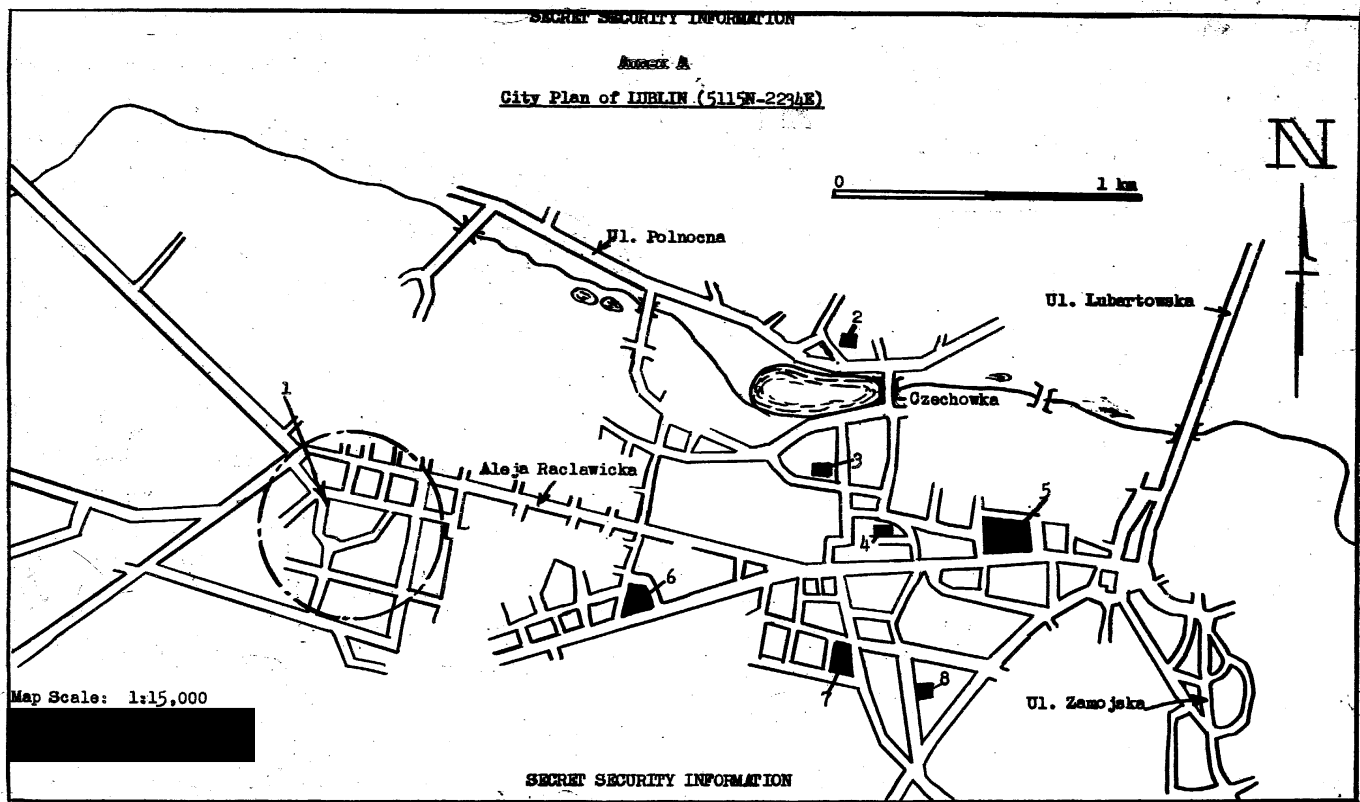 SECRET SECURITY INFORMATION
Annex A
City Plan of LUBLIN (5115N-2234E)
N
0 1 km
Ul. Polnocna
Ul. Lubartowska
2
1
Czechowka
3
Aleja Raclawicka
5
4
6
8
7
Ul. Zamojska
Map Scale: 1:15,000
SECRET SECURITY INFORMATION